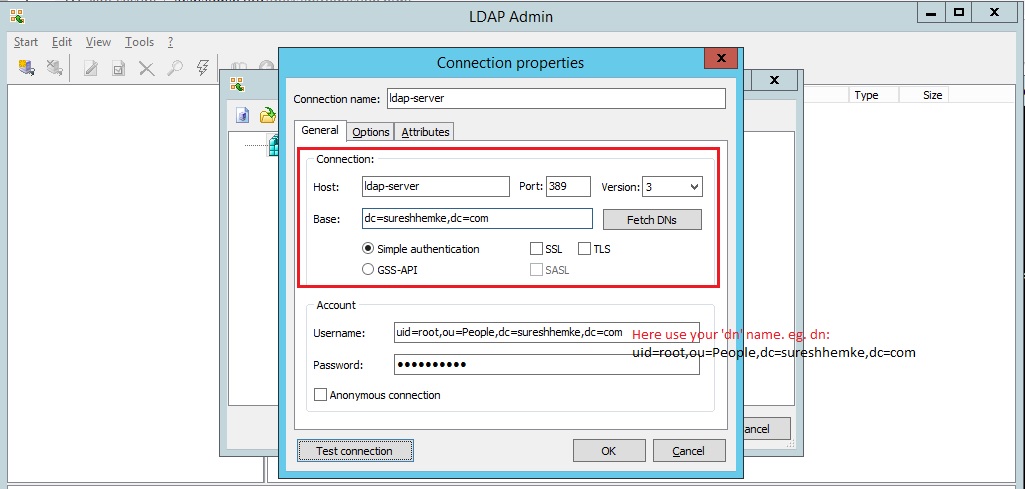 LDAP Admin
Start Edit View Tools ?
Connection properties
Type Size
Connection name: ldap-server
General Options Attributes
Connection:
Host: ldap-server Port: 389 Version: 3
Base: dc=sureshhemke,dc=com Fetch DNs
Simple authentication SSL TLS
GSS-API SASL
Account
Username: uid=root,ou=People,dc=sureshhemke,dc=com
Here use your 'dn' name. eg. dn:
uid=root,ou=People,dc=sureshhemke,dc=com
Password: ●●●●●●●●●●
Anonymous connection
ancel
Test connection OK Cancel